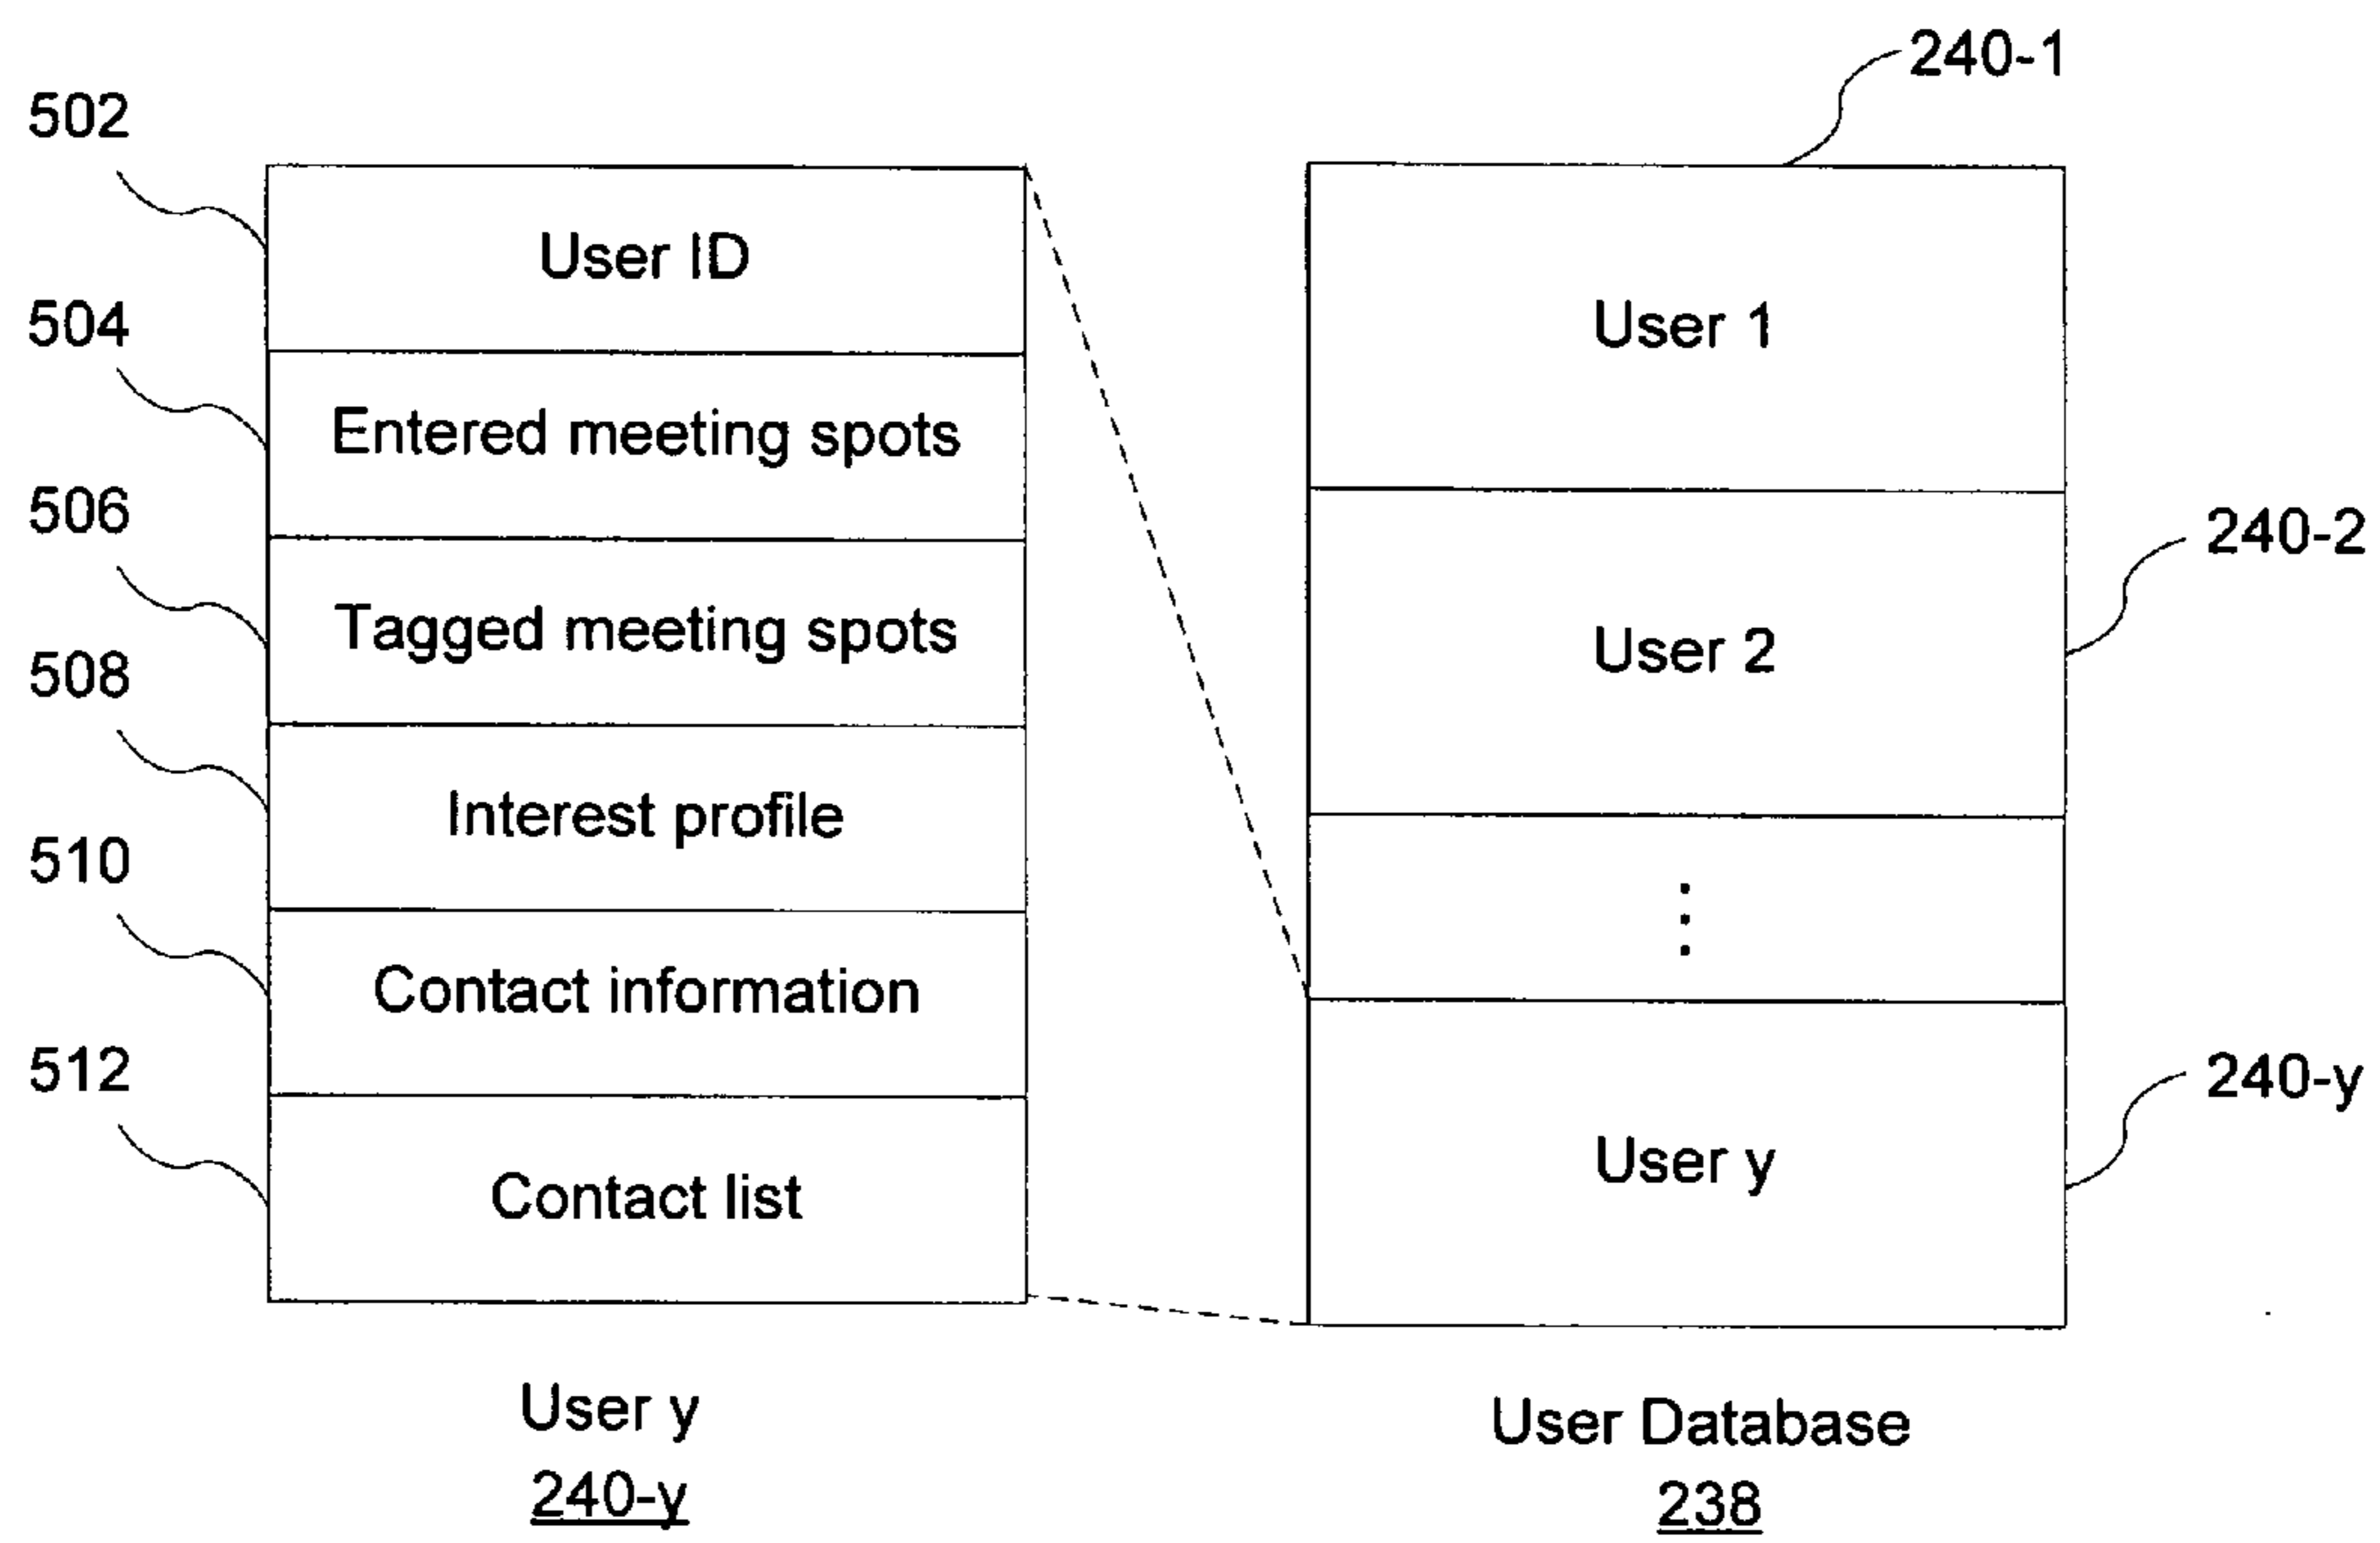 240-1
502
User ID
504
Entered meeting spots
506
Tagged meeting spots
508
Interest profile
510
Contact information
512
Contact list
User y
240-y
User 1
240-2
User 2
⋮
240-y
User y
User Database
238